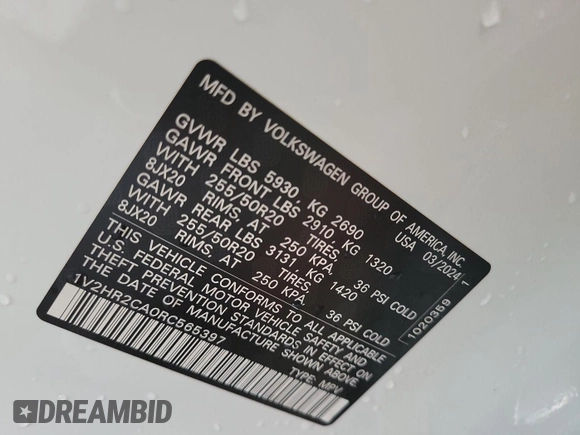 MFD BY VOLKSWAGEN GROUP OF AMERICA, INC.
USA 03/2024
GVWR LBS 5930, KG 2690
GAWR FRONT LBS 2910 KG 1320
WITH 255/50R20 TIRES
8JX20 RIMS AT 250 KPA. 36 PSI COLD
GAWR REAR LBS 3131 KG 1420
WITH 255/50R20 TIRES
8JX20 RIMS AT 250 KPA. 36 PSI COLD
THIS VEHICLE CONFORMS TO ALL APPLICABLE
U.S. FEDERAL MOTOR VEHICLE SAFETY AND
THEFT PREVENTION STANDARDS IN EFFECT ON
THE DATE OF MANUFACTURE SHOWN ABOVE.
1V2HR2CA0RC565397 TYPE: MPV
1020359 1
DREAMBID